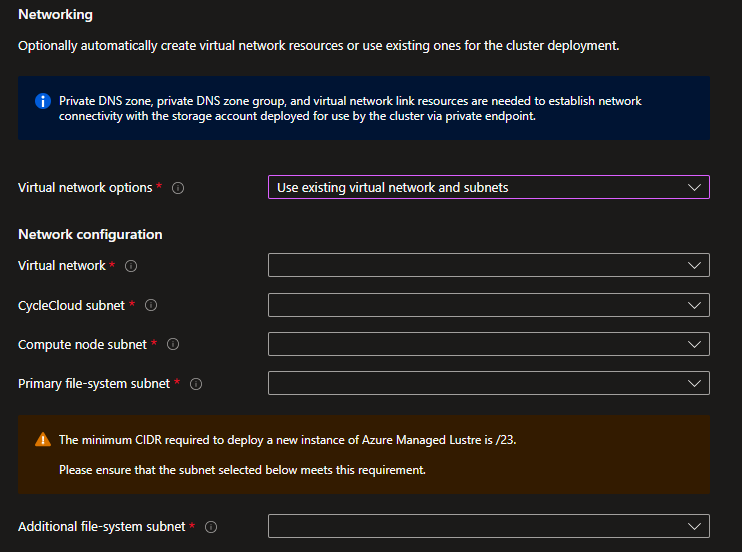 Networking
Optionally automatically create virtual network resources or use existing ones for the cluster deployment.
Private DNS zone, private DNS zone group, and virtual network link resources are needed to establish network
connectivity with the storage account deployed for use by the cluster via private endpoint.
Virtual network options *
Use existing virtual network and subnets
Network configuration
Virtual network *
CycleCloud subnet *
Compute node subnet *
Primary file-system subnet *
The minimum CIDR required to deploy a new instance of Azure Managed Lustre is /23.
Please ensure that the subnet selected below meets this requirement.
Additional file-system subnet *